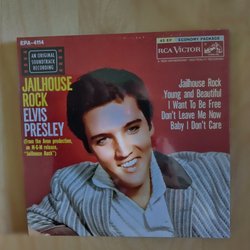 EPA-4114
45 EP ECONOMY PACKAGE
AN ORIGINAL
SOUNDTRACK
RECORDING
RCA VICTOR
JAILHOUSE
ROCK
ELVIS
PRESLEY
(From the Avon production,
an M-G-M release,
"Jailhouse Rock")
Jailhouse Rock
Young and Beautiful
I Want To Be Free
Don't Leave Me Now
Baby I Don't Care